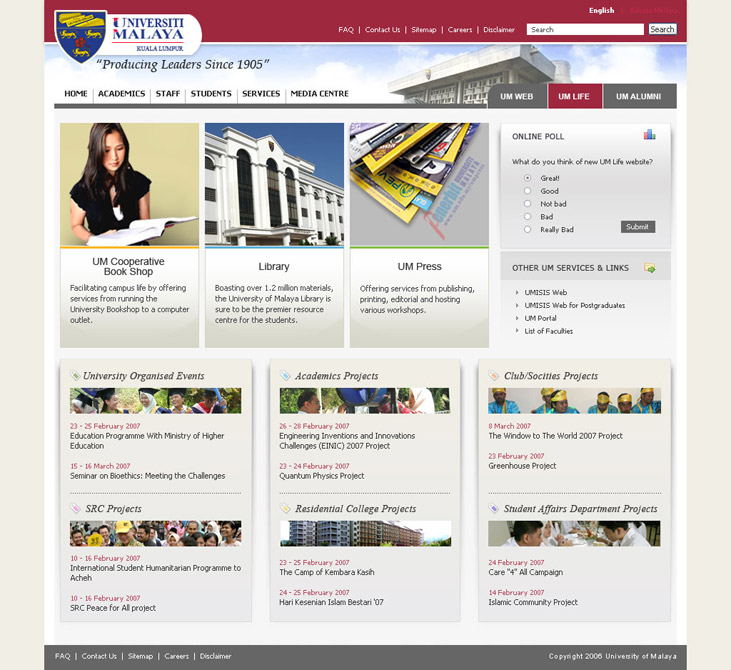 English | Bahasa Melayu
UNIVERSITI
MALAYA
KUALA LUMPUR
FAQ | Contact Us | Sitemap | Careers | Disclaimer
Search
Search
“Producing Leaders Since 1905”
HOME | ACADEMICS | STAFF | STUDENTS | SERVICES | MEDIA CENTRE
UM WEB
UM LIFE
UM ALUMNI
UM Cooperative
Book Shop
Facilitating campus life by offering
services from running the
University Bookshop to a computer
outlet.
Library
Boasting over 1.2 million materials,
the University of Malaya Library is
sure to be the premier resource
centre for the students.
UM Press
Offering services from publishing,
printing, editorial and hosting
various workshops.
ONLINE POLL
What do you think of new UM Life website?
Great!
Good
Not bad
Bad
Really Bad
Submit
OTHER UM SERVICES & LINKS
UMISIS Web
UMISIS Web for Postgraduates
UM Portal
List of Faculties
University Organised Events
23 - 25 February 2007
Education Programme With Ministry of Higher
Education
15 - 16 March 2007
Seminar on Bioethics: Meeting the Challenges
Academics Projects
26 - 28 February 2007
Engineering Inventions and Innovations
Challenges (EINIC) 2007 Project
23 - 24 February 2007
Quantum Physics Project
Club/Socities Projects
8 March 2007
The Window to The World 2007 Project
23 February 2007
Greenhouse Project
SRC Projects
10 - 16 February 2007
International Student Humanitarian Programme to
Acheh
10 - 16 February 2007
SRC Peace for All project
Residential College Projects
23 - 25 February 2007
The Camp of Kembara Kasih
24 - 25 February 2007
Hari Kesenian Islam Bestari '07
Student Affairs Department Projects
24 February 2007
Care "4" All Campaign
14 February 2007
Islamic Community Project
FAQ | Contact Us | Sitemap | Careers | Disclaimer
Copyright 2006 University of Malaya